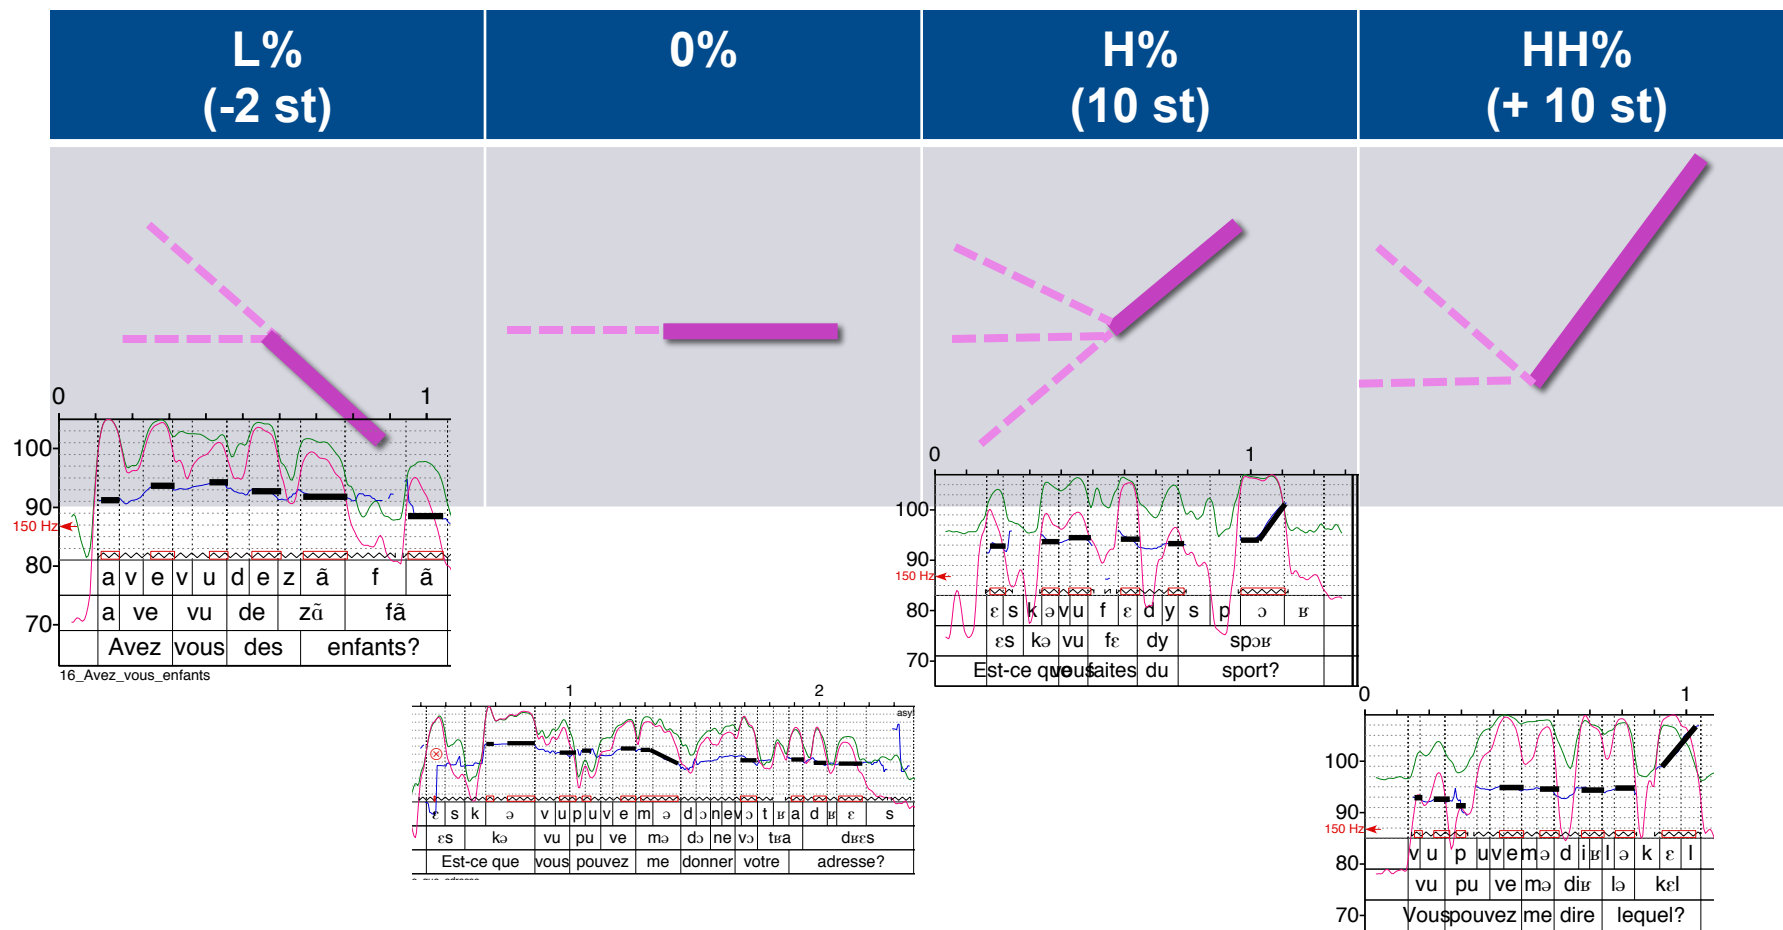 L%
(-2 st)
0%
H%
(10 st)
HH%
(+ 10 st)
0 1
100
90
150 Hz
80
70
a v e v u d e z ã f ã
a ve vu de zɑ̃ fã
Avez vous des enfants?
16_Avez_vous_enfants
1 2
asy
ɛ s k ə v u p u v e m ə d ɔ n e v ɔ t ʁ a d ʁ ɛ s
ɛs kə vu pu ve mə dɔ ne vɔ tʁa dʁɛs
Est-ce que vous pouvez me donner votre adresse?
0 1
100
90
150 Hz
80
70
ɛ s k ə v u f ɛ d y s p ɔ ʁ
ɛs kə vu fɛ dy spɔʁ
Est-ce que vous faites du sport?
0 1
100
90
150 Hz
80
70
v u p u v e m ə d i ʁ l ə k ɛ l
vu pu ve mə diʁ lə kɛl
Vous pouvez me dire lequel?